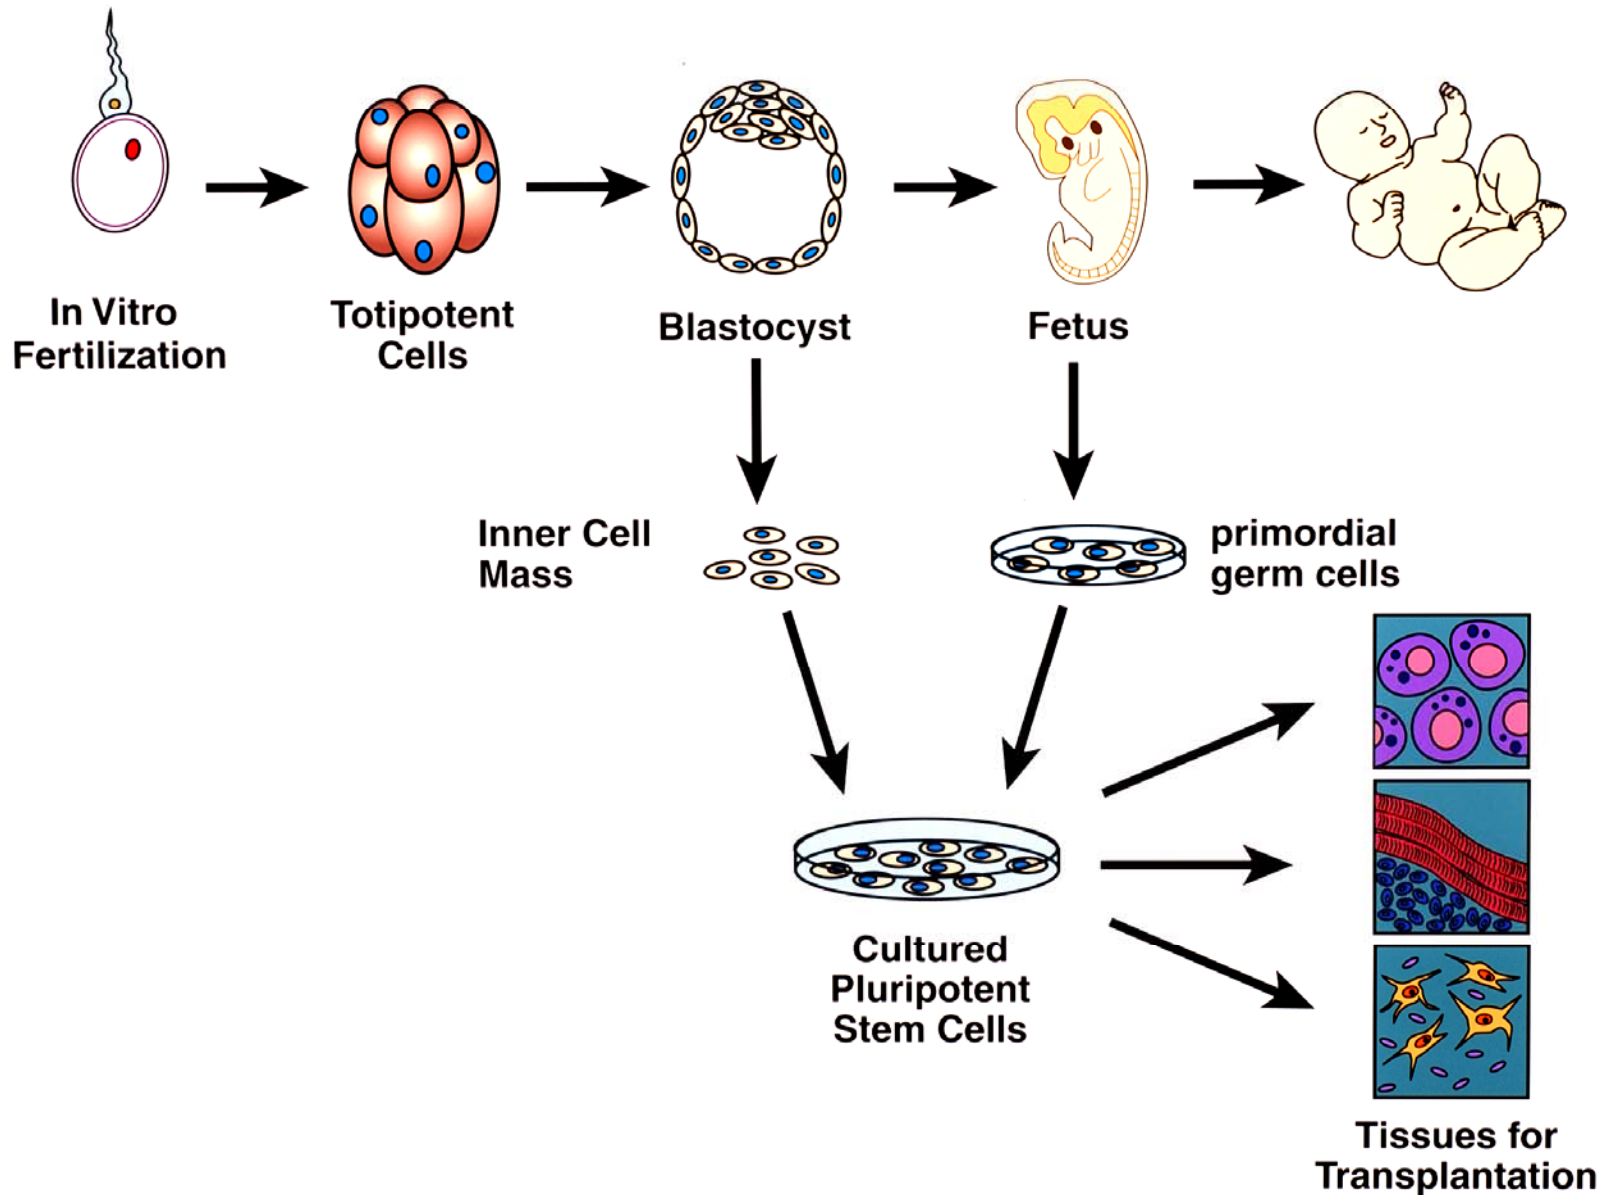 In Vitro
Fertilization
Totipotent
Cells
Blastocyst
Fetus
Inner Cell
Mass
primordial
germ cells
Cultured
Pluripotent
Stem Cells
Tissues for
Transplantation